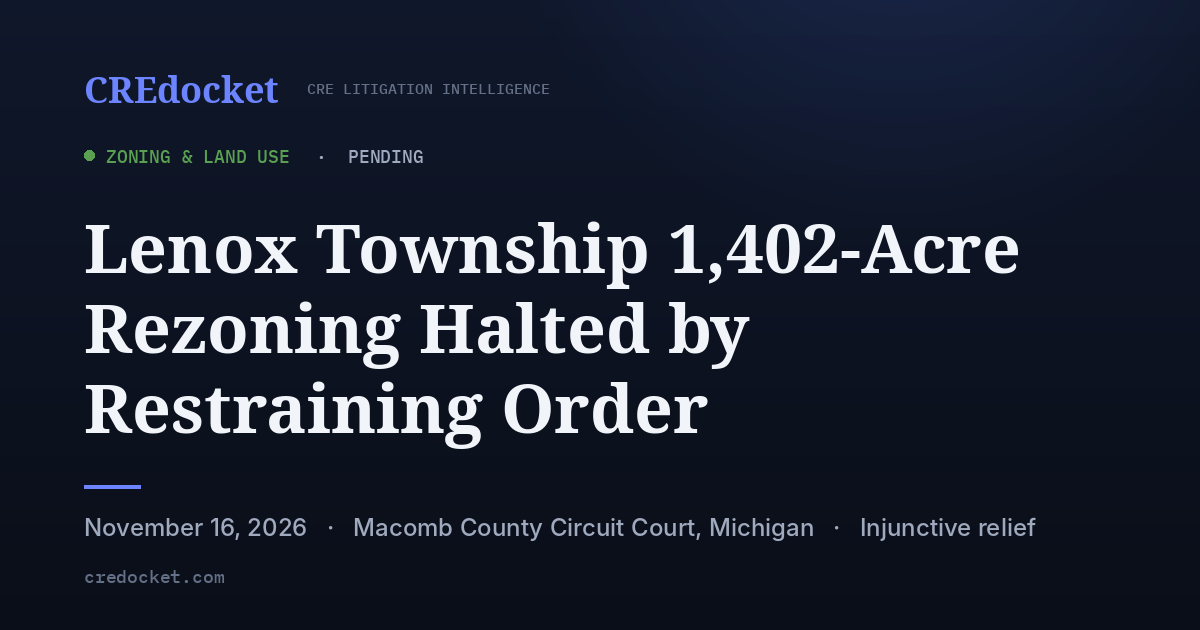 CREdocket CRE LITIGATION INTELLIGENCE
ZONING & LAND USE · PENDING
Lenox Township 1,402-Acre
Rezoning Halted by
Restraining Order
November 16, 2026 · Macomb County Circuit Court, Michigan · Injunctive relief
credocket.com